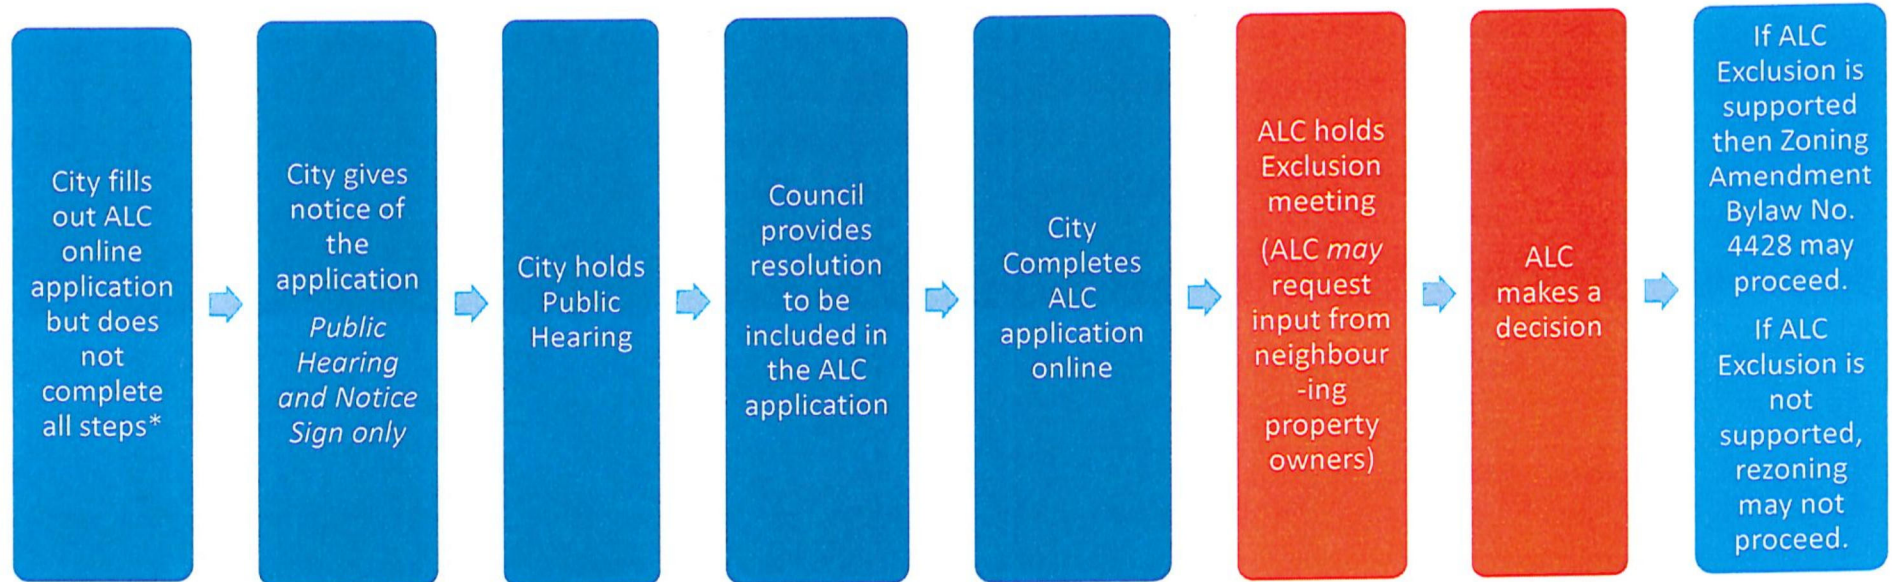 City fills
out ALC
online
application
but does
not
complete
all steps*
City gives
notice of
the
application
Public
Hearing
and Notice
Sign only
City holds
Public
Hearing
Council
provides
resolution
to be
included in
the ALC
application
City
Completes
ALC
application
online
ALC holds
Exclusion
meeting
(ALC may
request
input from
neighbour
-ing
property
owners)
ALC
makes a
decision
If ALC
Exclusion is
supported
then Zoning
Amendment
Bylaw No.
4428 may
proceed.
If ALC
Exclusion is
not
supported,
rezoning
may not
proceed.